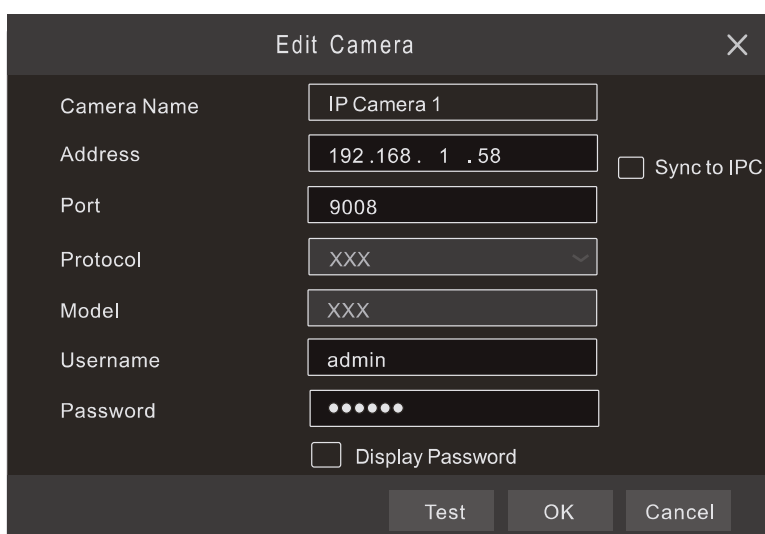 Edit Camera
Camera Name IP Camera 1
Address 192.168. 1 .58
Sync to IPC
Port 9008
Protocol XXX
Model XXX
Username admin
Password ●●●●●●
Display Password
Test OK Cancel